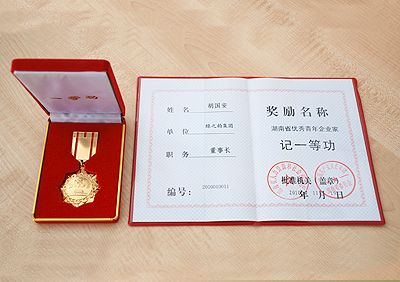 一等功
姓名 胡国安
单位 绿之韵集团
职务 董事长
编号： 2010010011
奖励名称
湖南省优秀青年企业家
记一等功
批准机关（盖章）
年 月 日